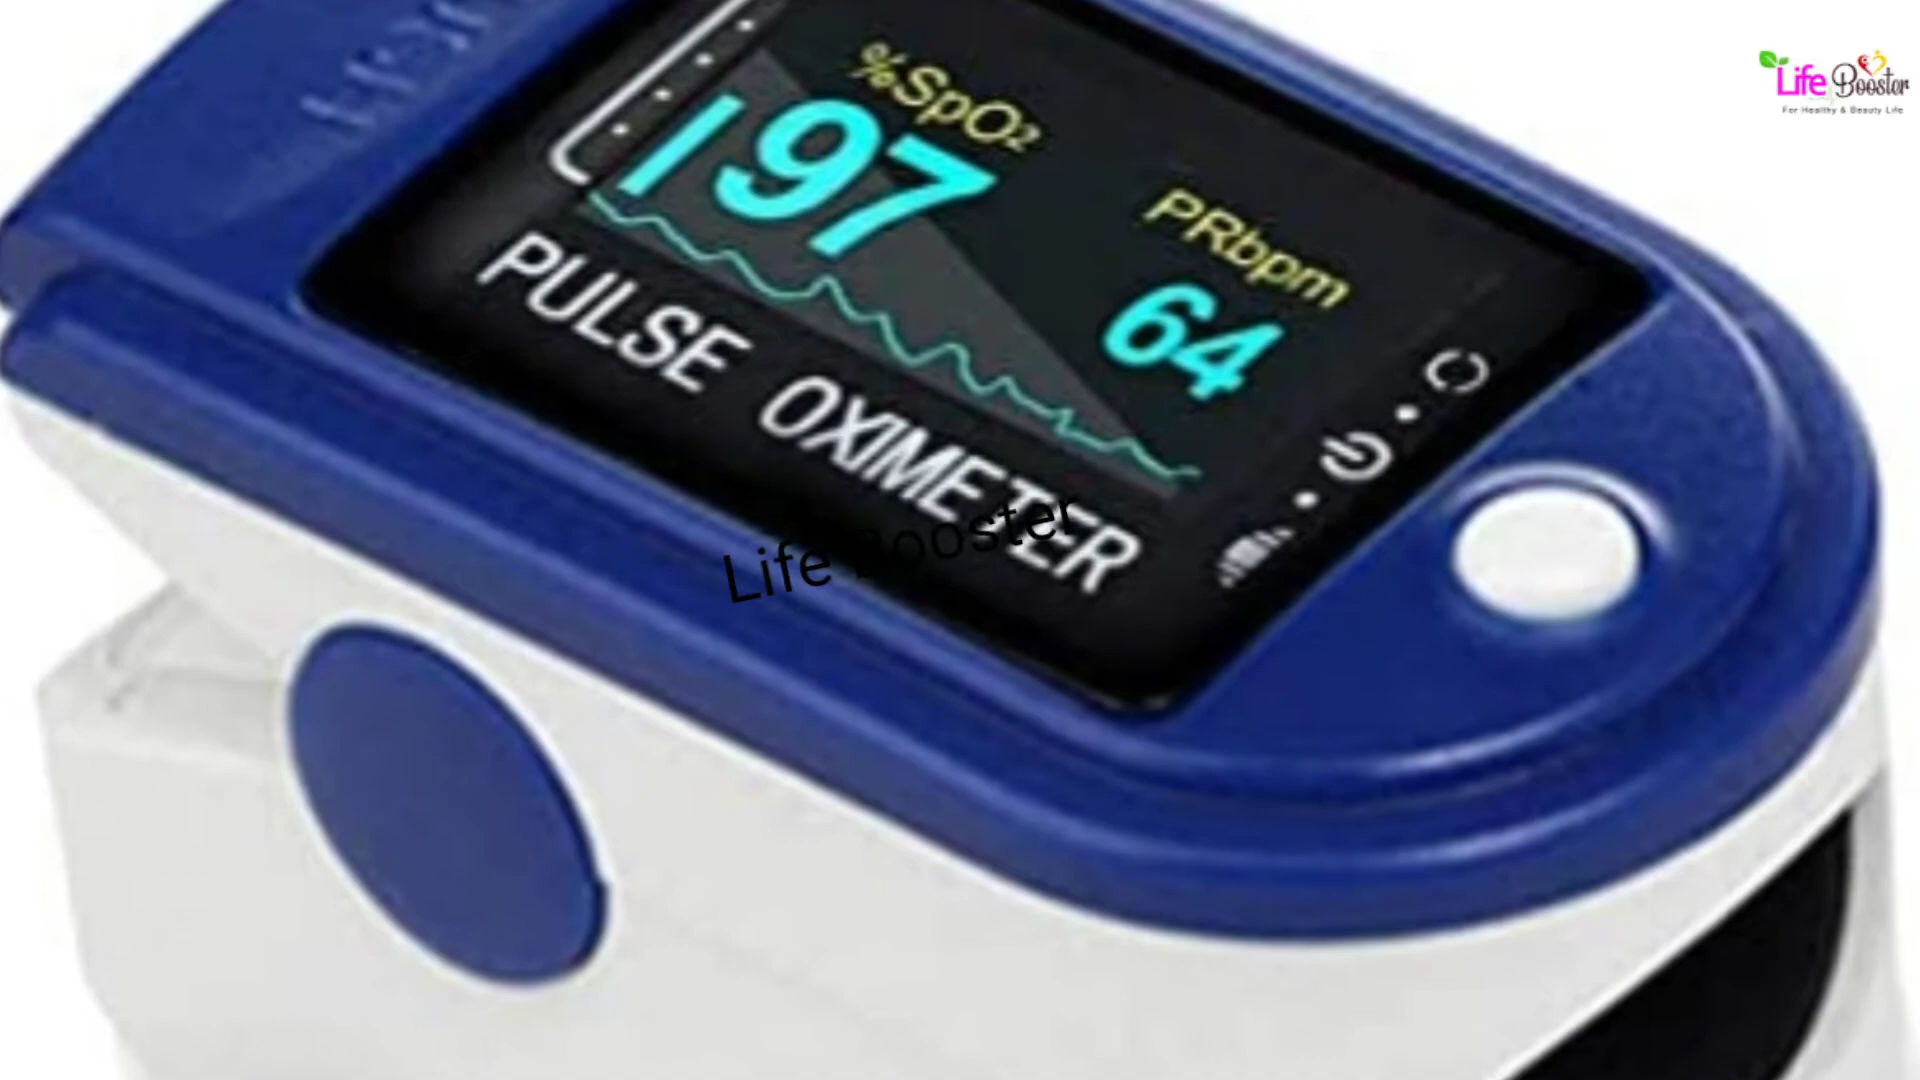 %SpO2
97
PRbpm
64
PULSE OXIMETER
Life Booster
Life Booster
For Healthy & Beauty Life